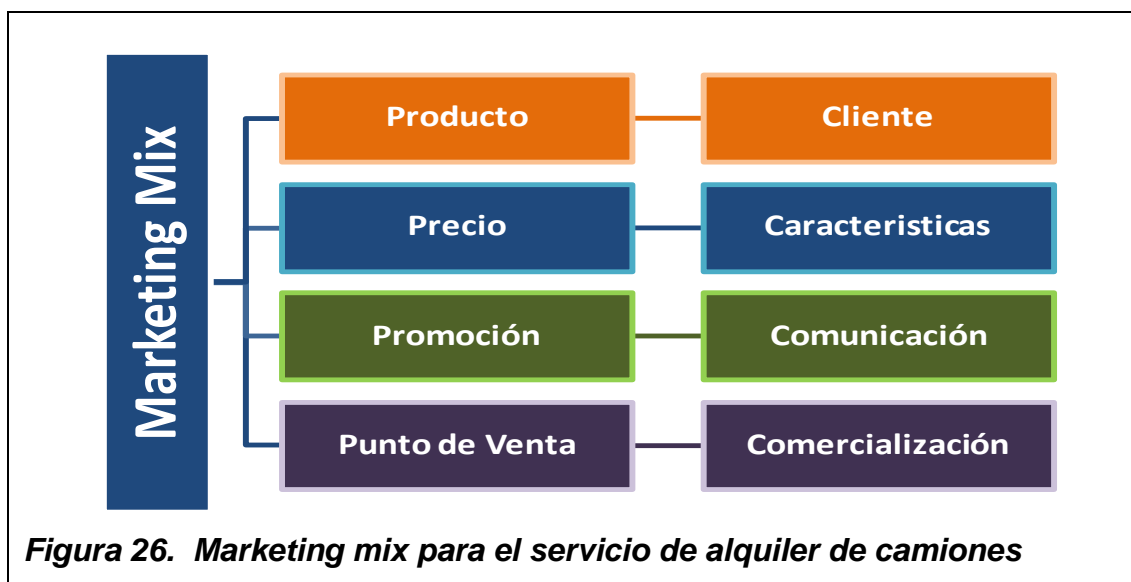 Marketing Mix
Producto
Cliente
Precio
Caracteristicas
Promoción
Comunicación
Punto de Venta
Comercialización
Figura 26. Marketing mix para el servicio de alquiler de camiones